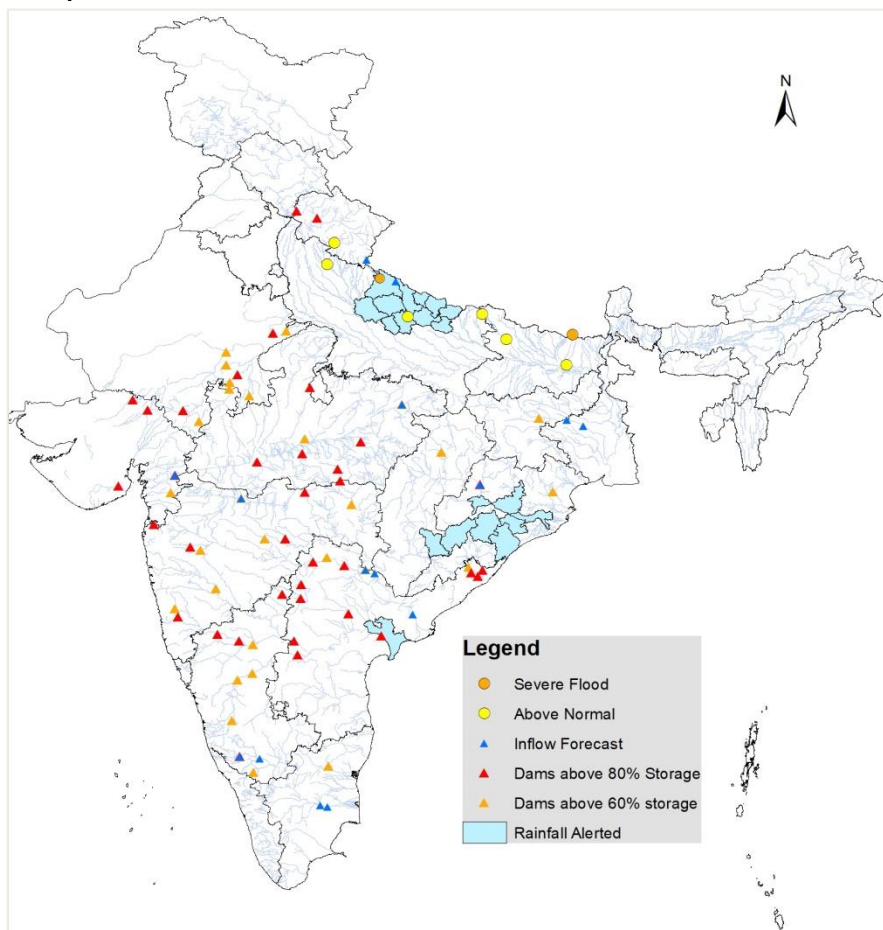 N
Legend
Severe Flood
Above Normal
Inflow Forecast
Dams above 80% Storage
Dams above 60% storage
Rainfall Alerted